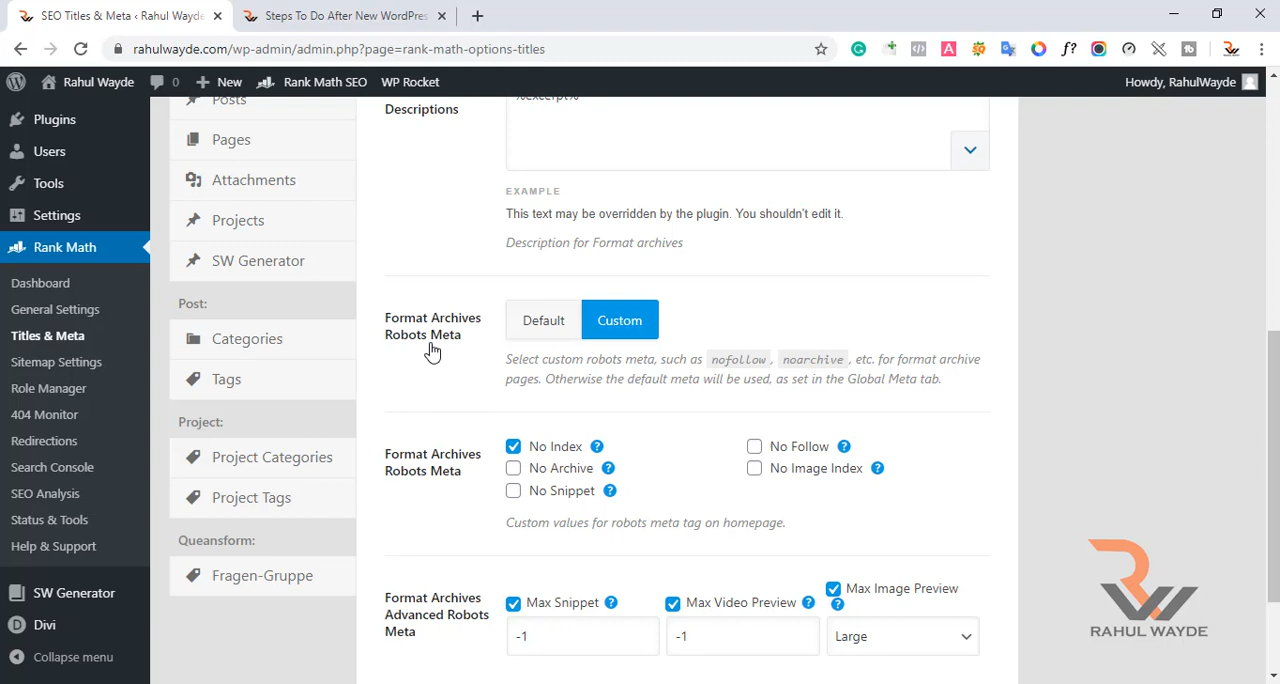 SEO Titles & Meta ‹ Rahul Wayde
Steps To Do After New WordPres
rahulwayde.com/wp-admin/admin.php?page=rank-math-options-titles
Rahul Wayde
0
New
Rank Math SEO
WP Rocket
Howdy, RahulWayde
Plugins
Users
Tools
Settings
Rank Math
Dashboard
General Settings
Titles & Meta
Sitemap Settings
Role Manager
404 Monitor
Redirections
Search Console
SEO Analysis
Status & Tools
Help & Support
SW Generator
Divi
Collapse menu
Posts
Pages
Attachments
Projects
SW Generator
Post:
Categories
Tags
Project:
Project Categories
Project Tags
Queansform:
Fragen-Gruppe
Descriptions
%excerpt%
EXAMPLE
This text may be overridden by the plugin. You shouldn't edit it.
Description for Format archives
Format Archives
Robots Meta
Default
Custom
Select custom robots meta, such as nofollow, noarchive, etc. for format archive
pages. Otherwise the default meta will be used, as set in the Global Meta tab.
Format Archives
Robots Meta
No Index ?
No Follow ?
No Archive ?
No Image Index ?
No Snippet ?
Custom values for robots meta tag on homepage.
Format Archives
Advanced Robots
Meta
Max Snippet ?
-1
Max Video Preview ?
-1
Max Image Preview
?
Large
RAHUL WAYDE